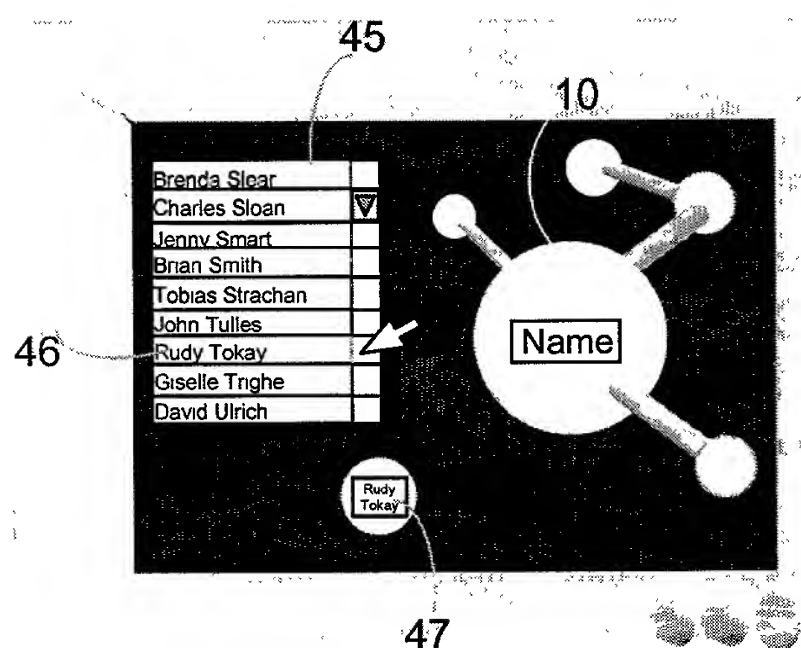 45
10
Brenda Slear
Charles Sloan
Jenny Smart
Brian Smith
Tobias Strachan
John Tulles
46
Rudy Tokay
Giselle Trighe
David Ulrich
Name
Rudy
Tokay
47